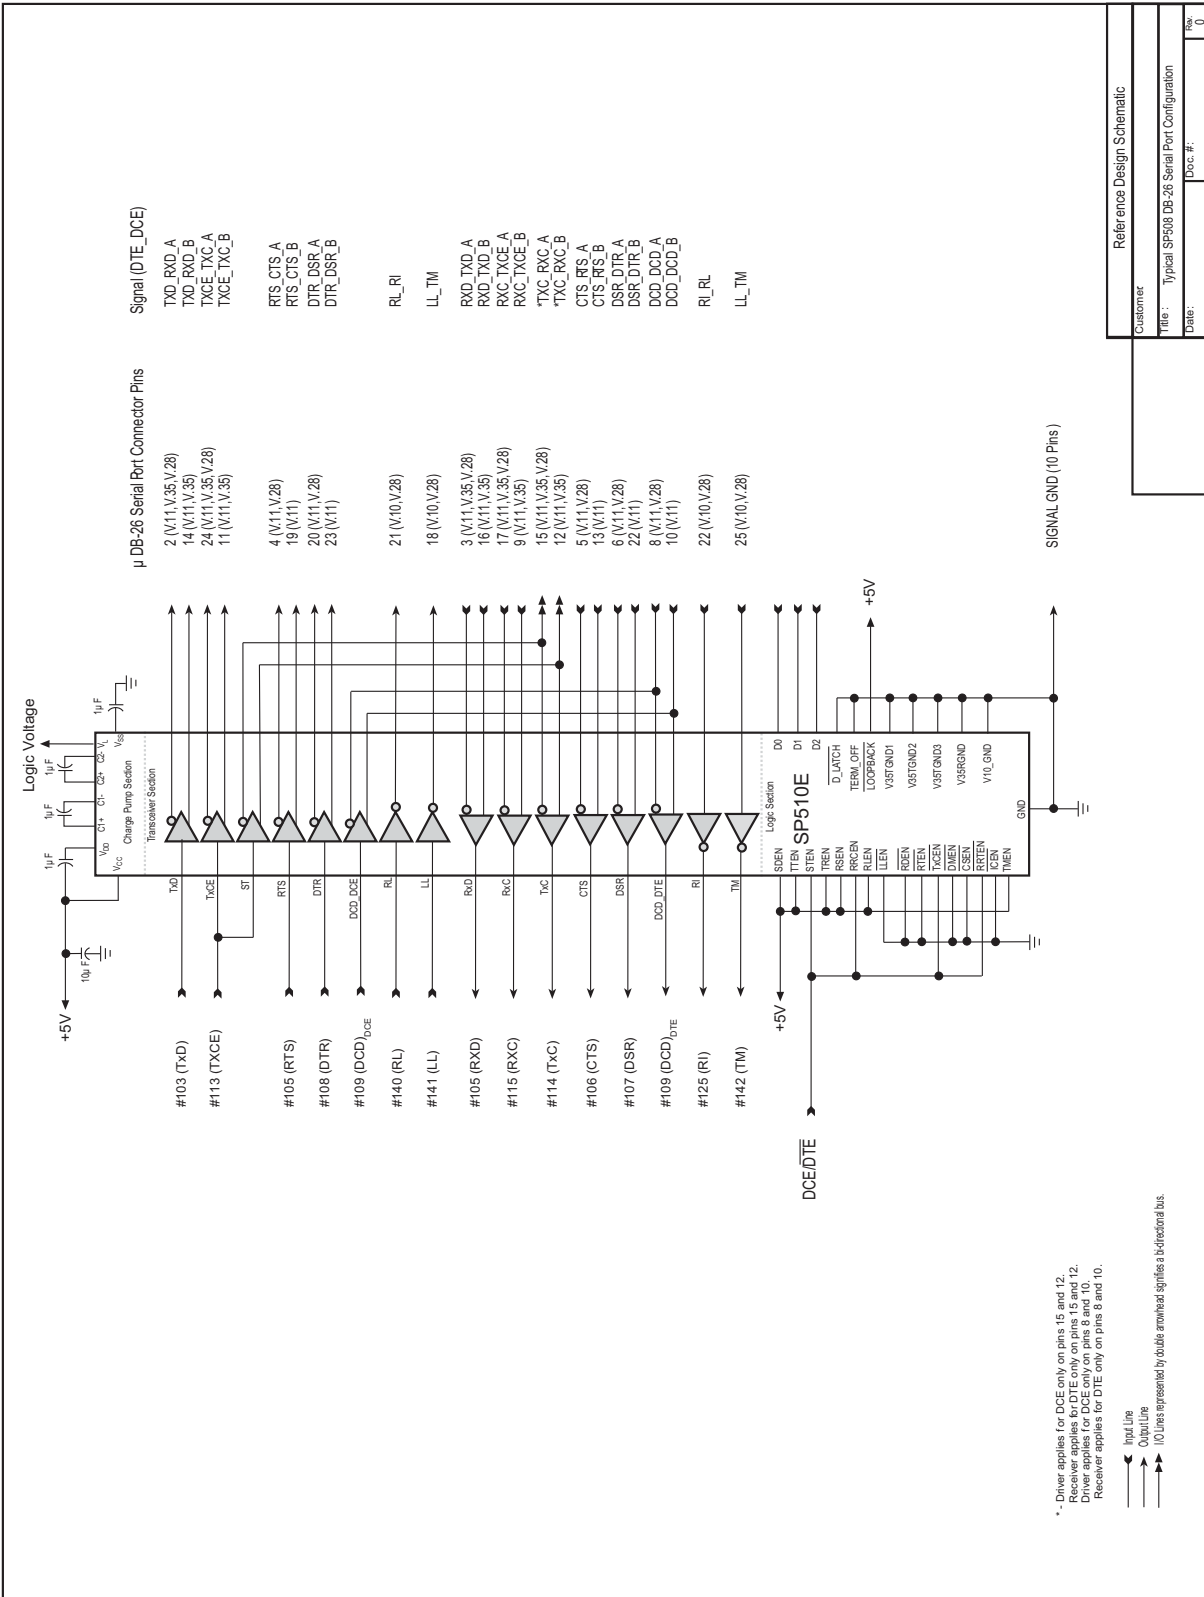 Logic Voltage
1µ F
1µ F
1µ F
1µ F
+5V
10µ F
VCC
VDD
C1+
C1-
C2+
C2-
VL
VSS
Charge Pump Section
Transceiver Section
µ DB-26 Serial Port Connector Pins
Signal (DTE_DCE)
#103 (TxD)
TxD
2 (V.11,V.35,V.28)
TXD_RXD_A
14 (V.11,V.35)
TXD_RXD_B
#113 (TXCE)
TxCE
24 (V.11,V.35,V.28)
TXCE_TXC_A
11 (V.11,V.35)
TXCE_TXC_B
ST
#105 (RTS)
RTS
4 (V.11,V.28)
RTS_CTS_A
19 (V.11)
RTS_CTS_B
#108 (DTR)
DTR
20 (V.11,V.28)
DTR_DSR_A
23 (V.11)
DTR_DSR_B
#109 (DCD)DCE
DCD_DCE
#140 (RL)
RL
21 (V.10,V.28)
RL_RI
#141 (LL)
LL
18 (V.10,V.28)
LL_TM
#105 (RXD)
RxD
3 (V.11,V.35,V.28)
RXD_TXD_A
16 (V.11,V.35)
RXD_TXD_B
#115 (RXC)
RxC
17 (V.11,V.35,V.28)
RXC_TXCE_A
9 (V.11,V.35)
RXC_TXCE_B
#114 (TxC)
TxC
15 (V.11,V.35,V.28)
*TXC_RXC_A
12 (V.11,V.35)
*TXC_RXC_B
#106 (CTS)
CTS
5 (V.11,V.28)
CTS_RTS_A
13 (V.11)
CTS_RTS_B
#107 (DSR)
DSR
6 (V.11,V.28)
DSR_DTR_A
22 (V.11)
DSR_DTR_B
#109 (DCD)DTE
DCD_DTE
8 (V.11,V.28)
DCD_DCD_A
10 (V.11)
DCD_DCD_B
#125 (RI)
RI
22 (V.10,V.28)
RI_RL
#142 (TM)
TM
25 (V.10,V.28)
LL_TM
Logic Section
SP510E
+5V
DCE/DTE
SDEN
TTEN
STEN
TREN
RSEN
RRCEN
RLEN
LLEN
RDEN
RTEN
TxCEN
DMEN
CSEN
RRTEN
ICEN
TMEN
D0
D1
D2
D_LATCH
TERM_OFF
LOOPBACK
V35TGND1
V35TGND2
V35TGND3
V35RGND
V10_GND
GND
+5V
SIGNAL GND (10 Pins )
* - Driver applies for DCE only on pins 15 and 12.
Receiver applies for DTE only on pins 15 and 12.
Driver applies for DCE only on pins 8 and 10.
Receiver applies for DTE only on pins 8 and 10.
Input Line
Output Line
I/O Lines represented by double arrowhead signifies a bi-directional bus.
Reference Design Schematic
Customer
Title :
Typical SP508 DB-26 Serial Port Configuration
Date:
Doc. #:
Rev.
0